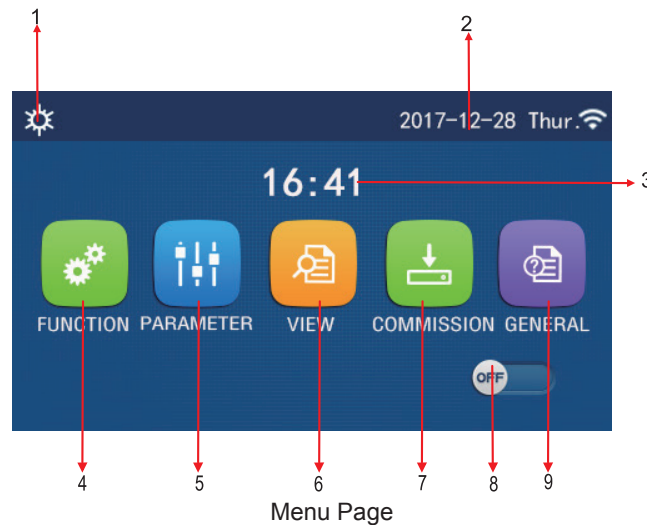 1
2
2017-12-28 Thur.
16:41
3
FUNCTION PARAMETER VIEW COMMISSION GENERAL
OFF
4 5 6 7 8 9
Menu Page